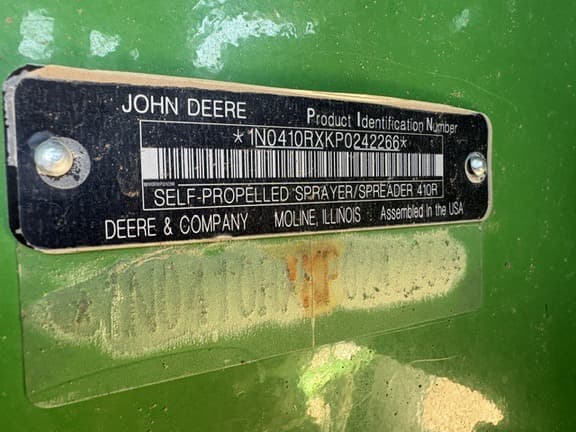 JOHN DEERE
Product Identification Number
*1N0410RXKP0242266*
SELF-PROPELLED SPRAYER/SPREADER 410R
DEERE & COMPANY MOLINE, ILLINOIS Assembled in the USA